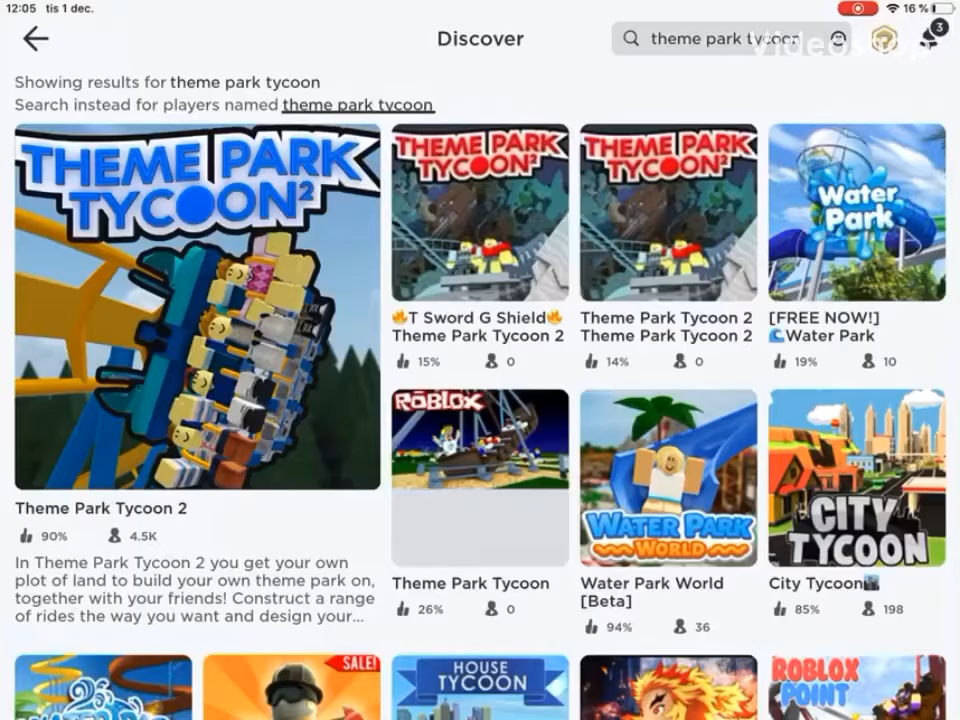 12:05 tis 1 dec.
16 %
Discover
theme park tycoon
Videoshop
3
Showing results for theme park tycoon
Search instead for players named theme park tycoon
THEME PARK
TYCOON²
Theme Park Tycoon 2
90% 4.5K
In Theme Park Tycoon 2 you get your own
plot of land to build your own theme park on,
together with your friends! Construct a range
of rides the way you want and design your...
THEME PARK
TYCOON²
🔥T Sword G Shield🔥
Theme Park Tycoon 2
15% 0
THEME PARK
TYCOON²
Theme Park Tycoon 2
Theme Park Tycoon 2
14% 0
Water
Park
[FREE NOW!]
🌊Water Park
19% 10
ROBLOX
Theme Park Tycoon
26% 0
WATER PARK
WORLD
Water Park World
[Beta]
94% 36
CITY
TYCOON
City Tycoon🏙
85% 198
SALE!
HOUSE
TYCOON
ROBLOX
POINT